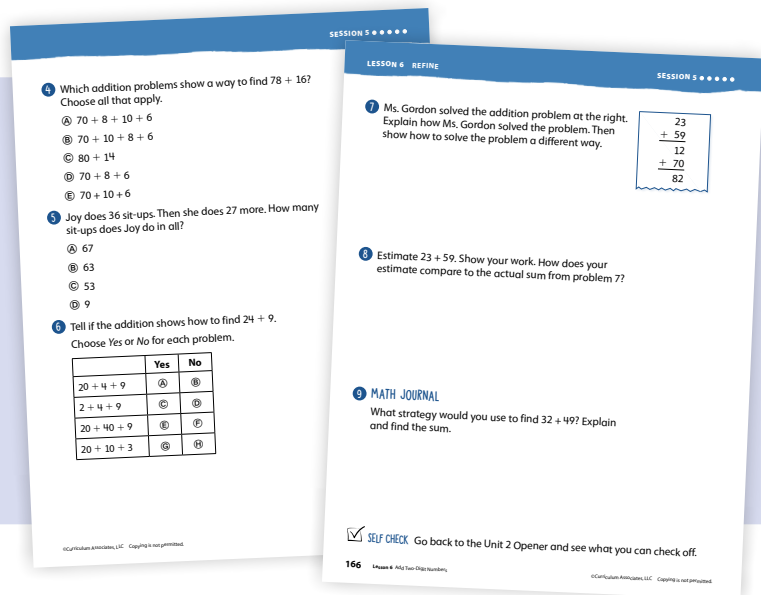 SESSION 5 ● ● ● ● ●
4 Which addition problems show a way to find 78 + 16?
Choose all that apply.
Ⓐ 70 + 8 + 10 + 6
Ⓑ 70 + 10 + 8 + 6
Ⓒ 80 + 14
Ⓓ 70 + 8 + 6
Ⓔ 70 + 10 + 6
5 Joy does 36 sit-ups. Then she does 27 more. How many
sit-ups does Joy do in all?
Ⓐ 67
Ⓑ 63
Ⓒ 53
Ⓓ 9
6 Tell if the addition shows how to find 24 + 9.
Choose Yes or No for each problem.
Yes No
20 + 4 + 9 Ⓐ Ⓑ
2 + 4 + 9 Ⓒ Ⓓ
20 + 40 + 9 Ⓔ Ⓕ
20 + 10 + 3 Ⓖ Ⓗ
©Curriculum Associates, LLC Copying is not permitted.
LESSON 6 REFINE
SESSION 5 ● ● ● ● ●
7 Ms. Gordon solved the addition problem at the right.
Explain how Ms. Gordon solved the problem. Then
show how to solve the problem a different way.
23
+ 59
12
+ 70
82
8 Estimate 23 + 59. Show your work. How does your
estimate compare to the actual sum from problem 7?
9 MATH JOURNAL
What strategy would you use to find 32 + 49? Explain
and find the sum.
SELF CHECK Go back to the Unit 2 Opener and see what you can check off.
166 Lesson 6 Add Two-Digit Numbers
©Curriculum Associates, LLC Copying is not permitted.